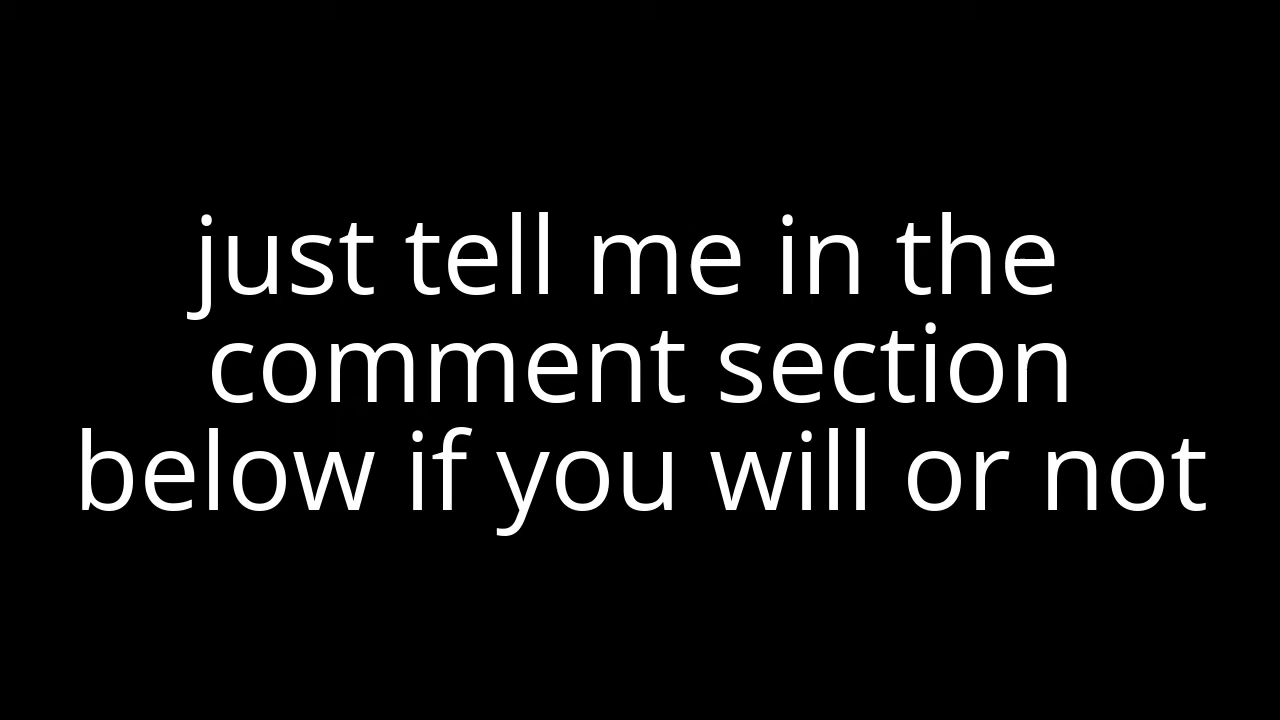 just tell me in the
comment section
below if you will or not